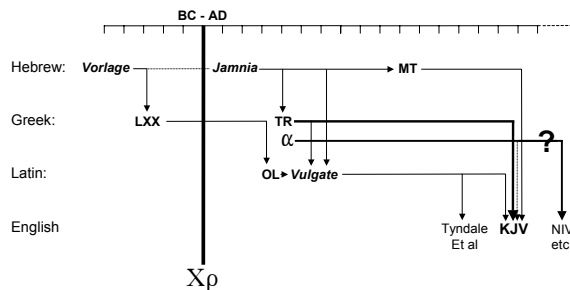 BC - AD
Hebrew: Vorlage Jamnia MT
Greek: LXX TR
α ?
Latin: OL Vulgate
English Tyndale KJV NIV
Et al etc
Χρ